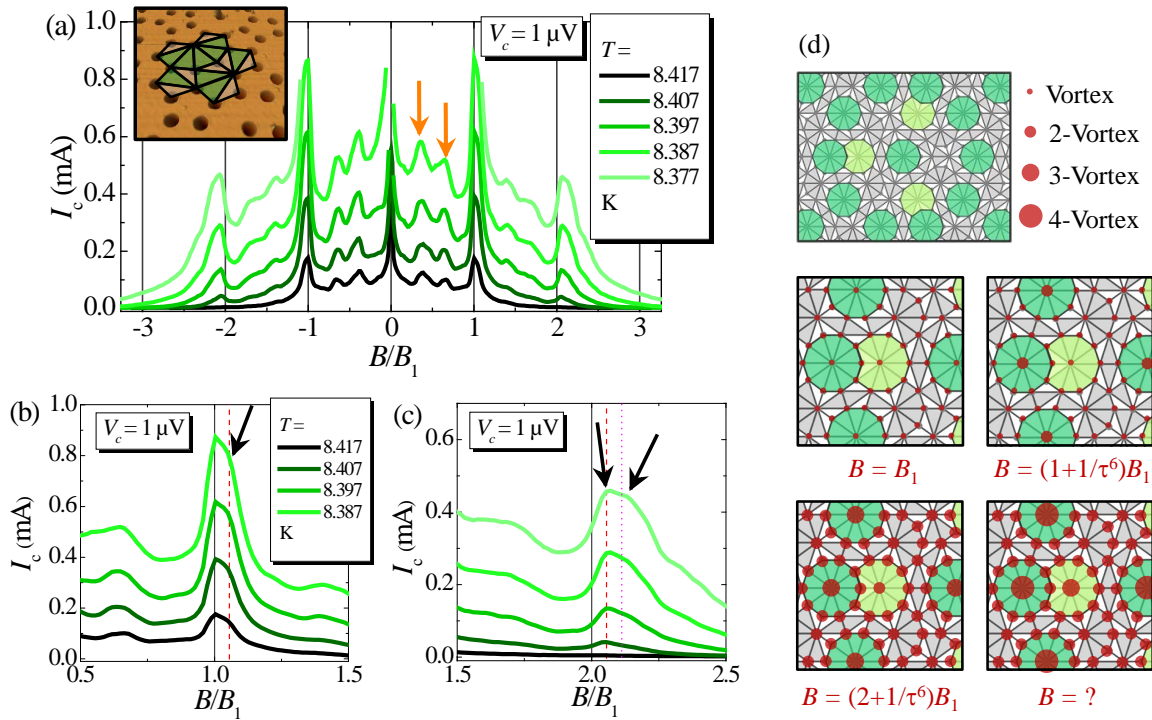 (a)
V_c = 1 μV
T =
8.417
8.407
8.397
8.387
8.377
K
I_c (mA)
1.0
0.8
0.6
0.4
0.2
0.0
-3 -2 -1 0 1 2 3
B/B_1
(b)
V_c = 1 μV
T =
8.417
8.407
8.397
8.387
K
I_c (mA)
1.0
0.8
0.6
0.4
0.2
0.0
0.5 1.0 1.5
B/B_1
(c)
V_c = 1 μV
I_c (mA)
0.6
0.4
0.2
0.0
1.5 2.0 2.5
B/B_1
(d)
Vortex
2-Vortex
3-Vortex
4-Vortex
B = B_1
B = (1+1/τ^6)B_1
B = (2+1/τ^6)B_1
B = ?